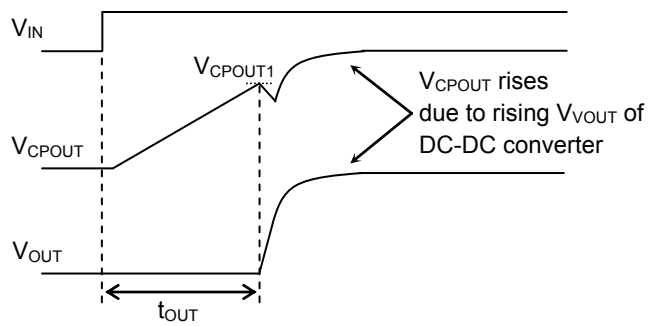 VIN
VCPOUT1
VCPOUT rises
due to rising VVOUT of
DC-DC converter
VCPOUT
VOUT
tOUT